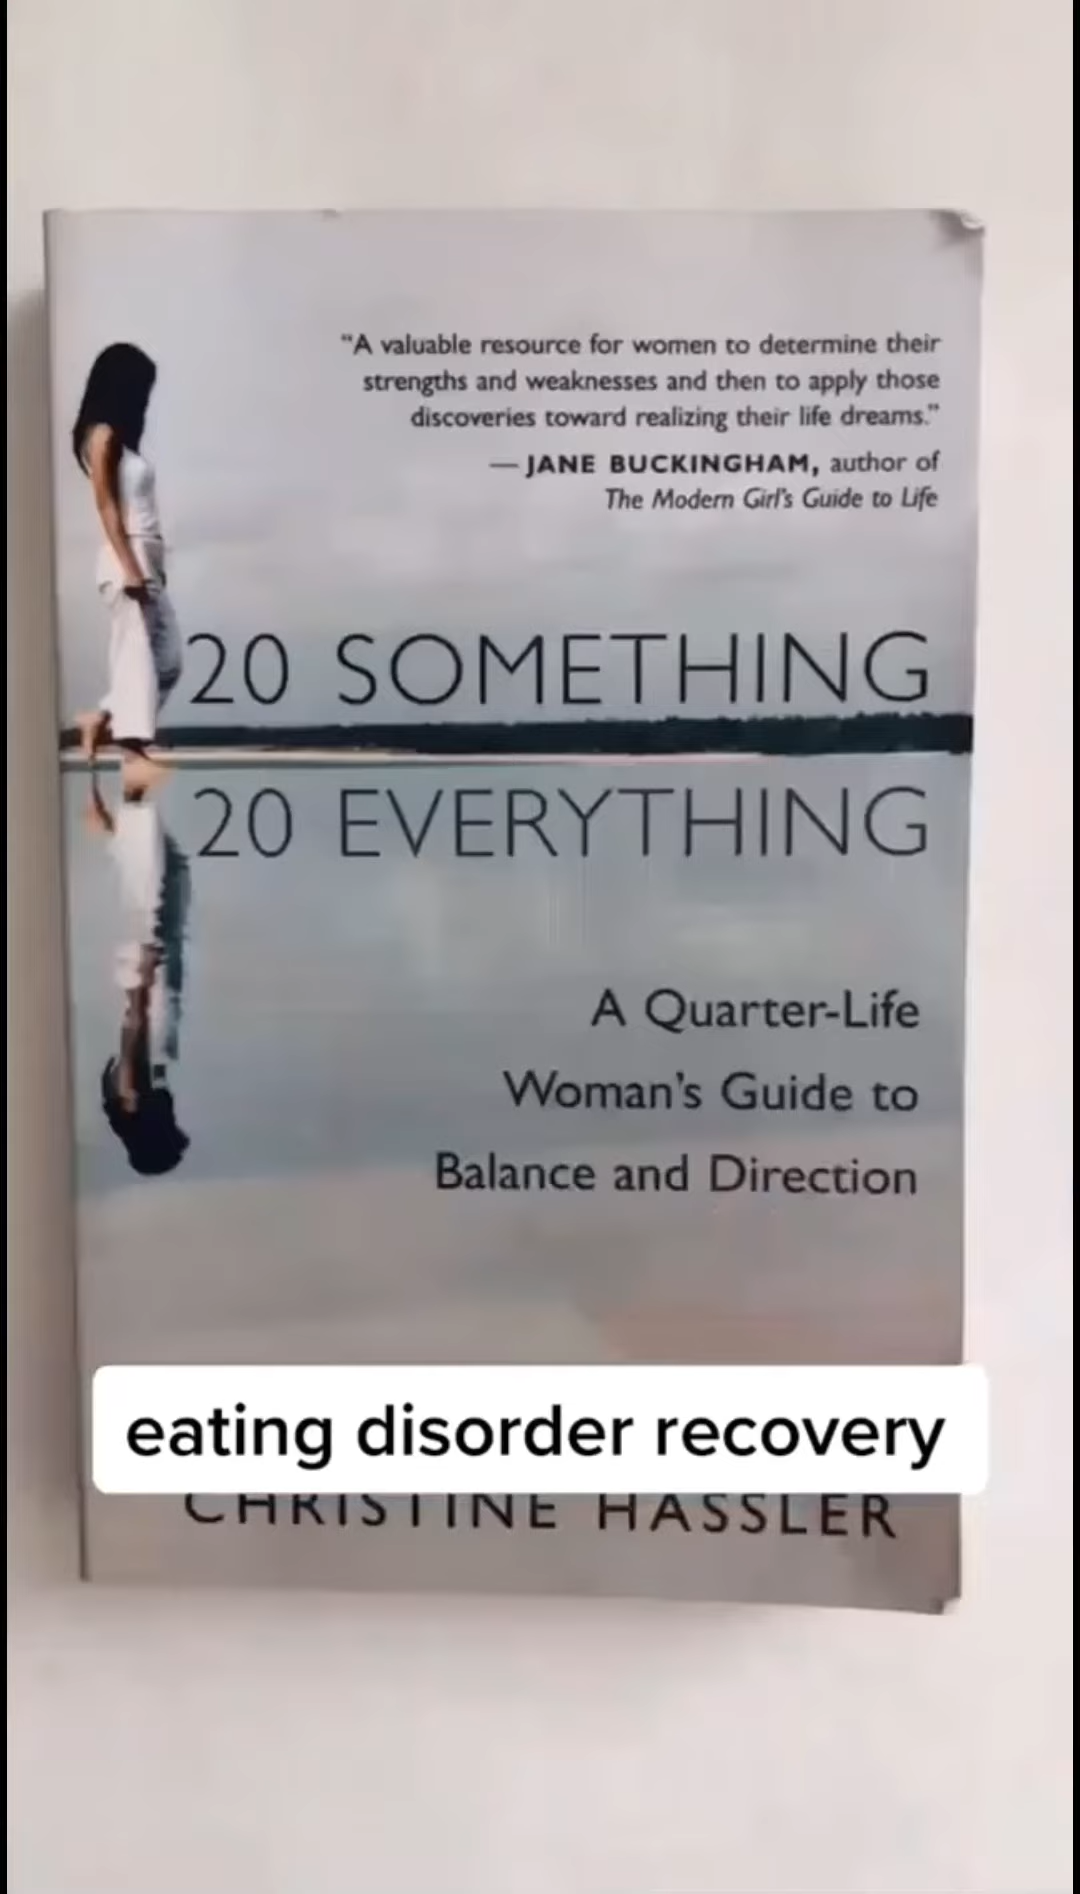 "A valuable resource for women to determine their
strengths and weaknesses and then to apply those
discoveries toward realizing their life dreams."
— JANE BUCKINGHAM, author of
The Modern Girl's Guide to Life
20 SOMETHING
20 EVERYTHING
A Quarter-Life
Woman's Guide to
Balance and Direction
eating disorder recovery
CHRISTINE HASSLER